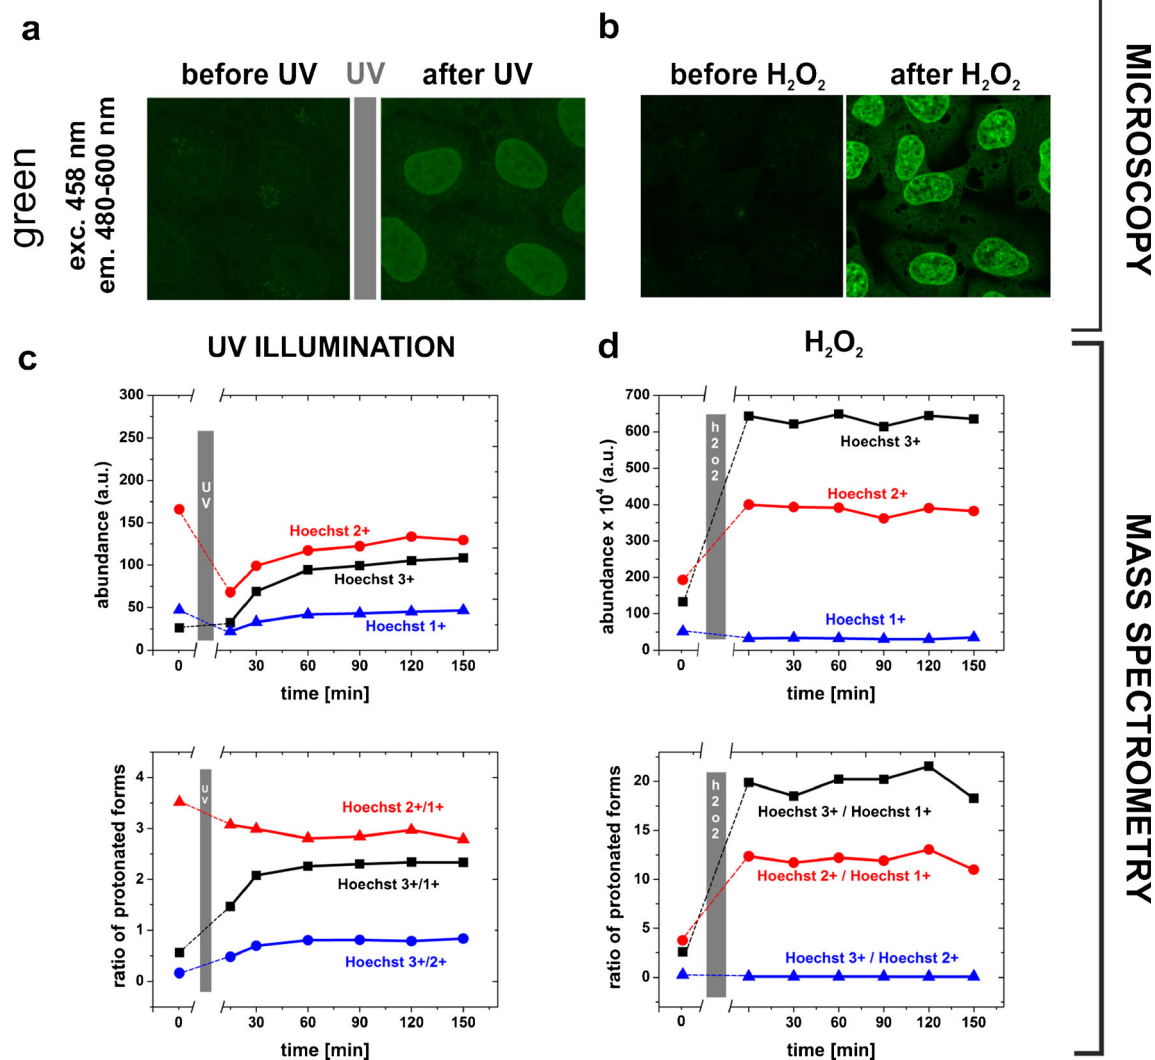 a
before UV UV after UV
green
exc. 458 nm
em. 480-600 nm
b
before H₂O₂ after H₂O₂
MICROSCOPY
c
UV ILLUMINATION
300
250
200
150
100
50
0
abundance (a.u.)
UV
Hoechst 2+
Hoechst 3+
Hoechst 1+
0 30 60 90 120 150
time [min]
d
H₂O₂
700
600
500
400
300
200
100
0
abundance x 10⁴ (a.u.)
h2o2
Hoechst 3+
Hoechst 2+
Hoechst 1+
0 30 60 90 120 150
time [min]
4
3
2
1
0
ratio of protonated forms
UV
Hoechst 2+/1+
Hoechst 3+/1+
Hoechst 3+/2+
0 30 60 90 120 150
time [min]
20
15
10
5
0
ratio of protonated forms
h2o2
Hoechst 3+ / Hoechst 1+
Hoechst 2+ / Hoechst 1+
Hoechst 3+ / Hoechst 2+
0 30 60 90 120 150
time [min]
MASS SPECTROMETRY